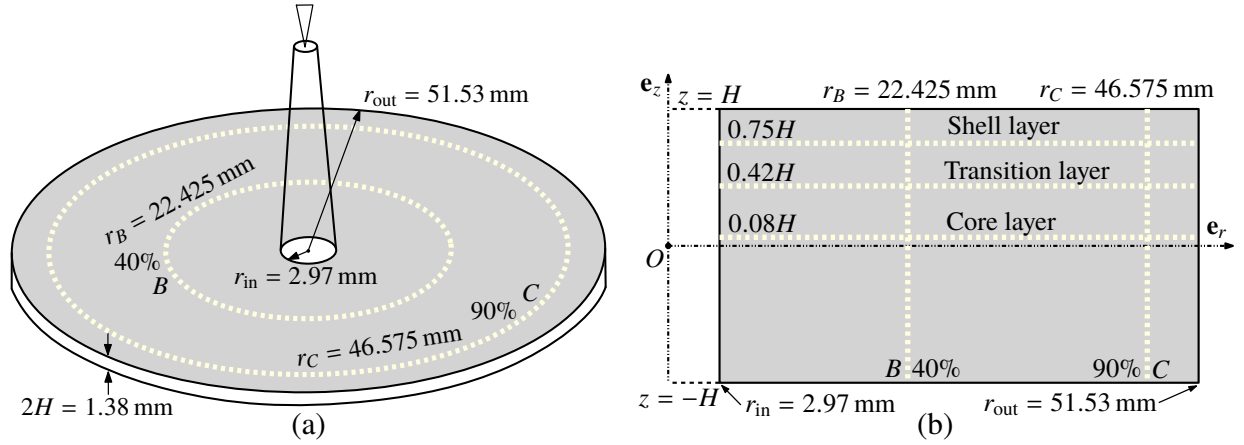 r_out = 51.53 mm
r_B = 22.425 mm
40%
B
r_in = 2.97 mm
C
90%
r_C = 46.575 mm
2H = 1.38 mm
(a)
e_z
z = H
r_B = 22.425 mm
r_C = 46.575 mm
0.75H
Shell layer
0.42H
Transition layer
0.08H
Core layer
e_r
O
B 40%
90% C
z = −H
r_in = 2.97 mm
r_out = 51.53 mm
(b)